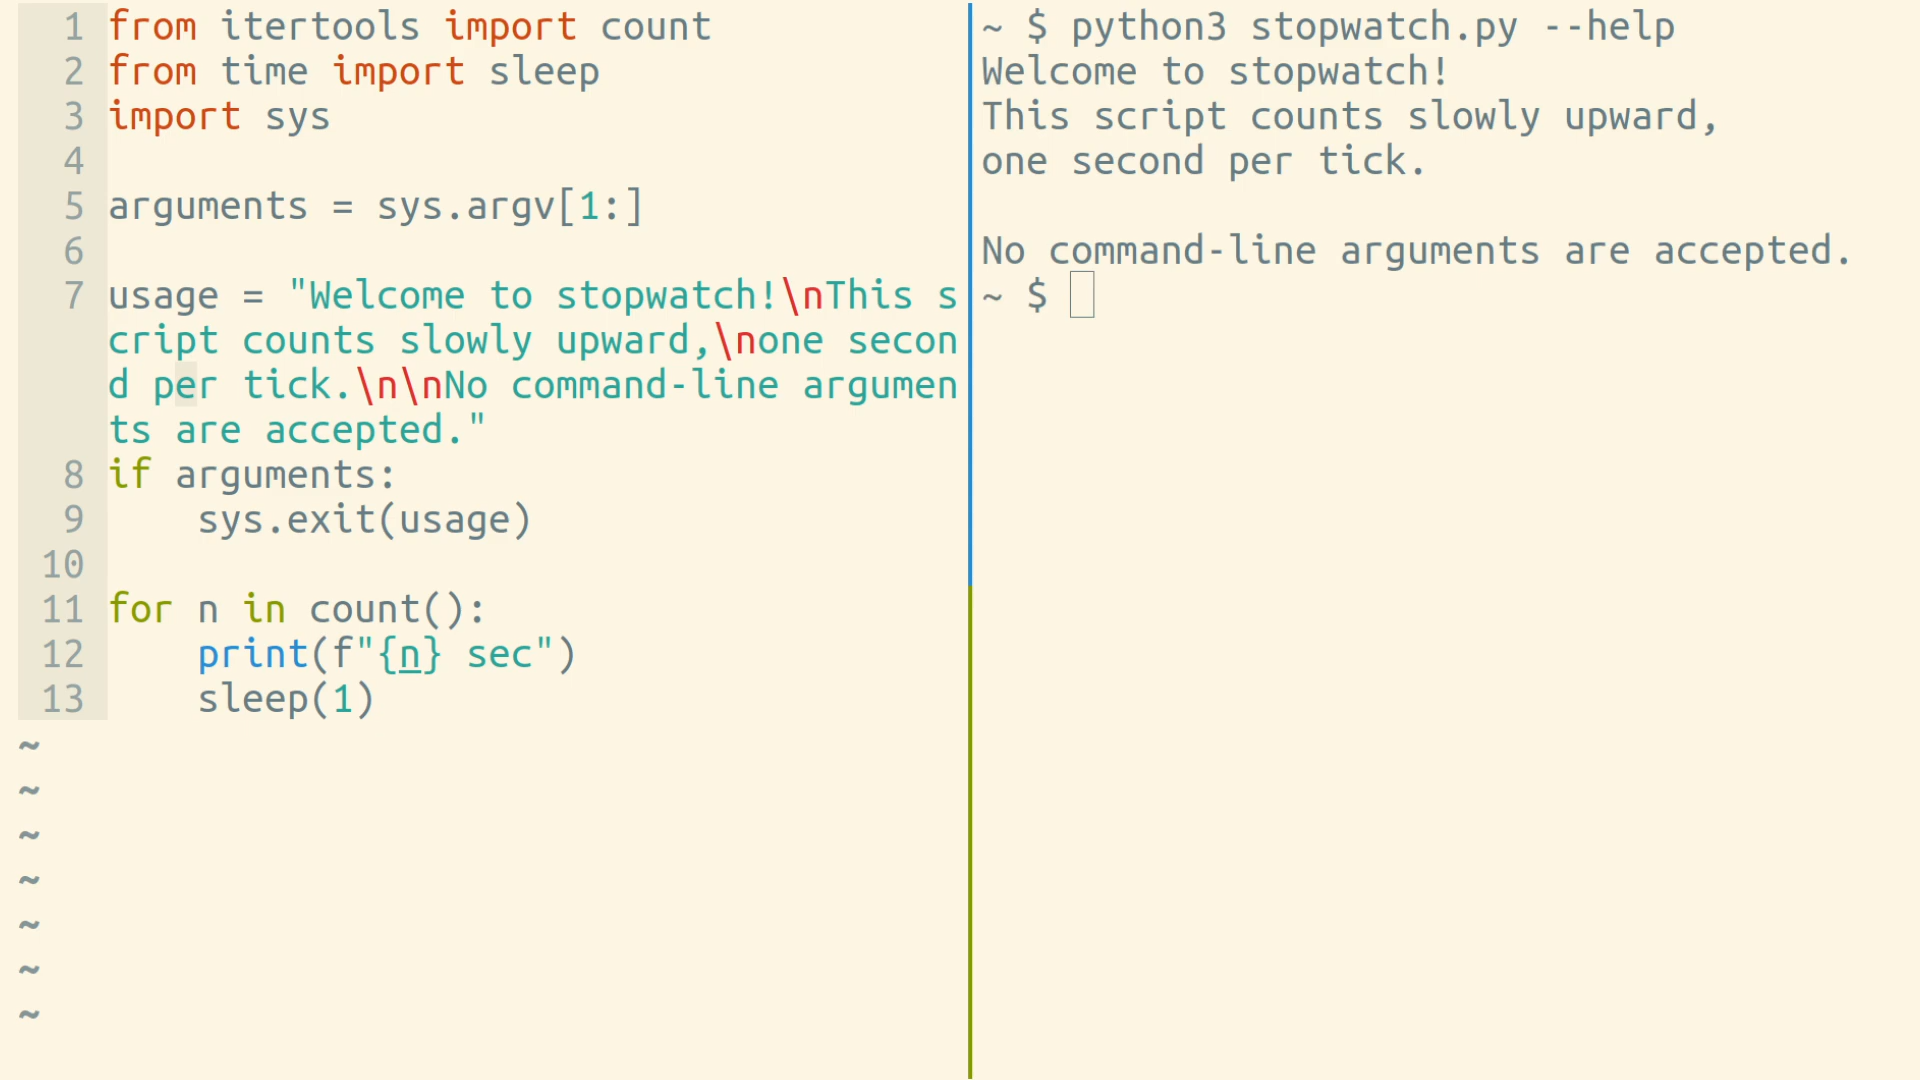 1 from itertools import count
2 from time import sleep
3 import sys
4
5 arguments = sys.argv[1:]
6
7 usage = "Welcome to stopwatch!\nThis s
cript counts slowly upward,\none secon
d per tick.\n\nNo command-line argumen
ts are accepted."
8 if arguments:
9     sys.exit(usage)
10
11 for n in count():
12     print(f"{n} sec")
13     sleep(1)
~
~
~
~
~
~
~
~ $ python3 stopwatch.py --help
Welcome to stopwatch!
This script counts slowly upward,
one second per tick.

No command-line arguments are accepted.
~ $